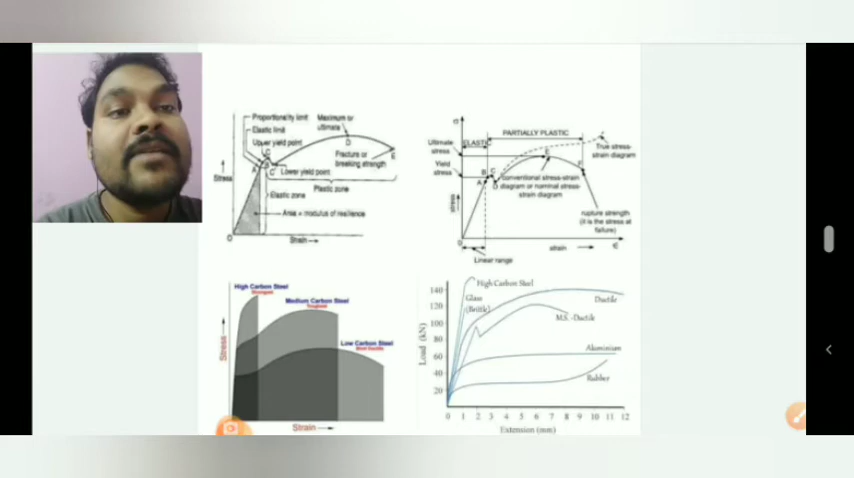 Proportionality limit
Elastic limit
Upper yield point
Maximum or
ultimate
C
D
A
B
C'
Lower yield point
E
Fracture or
breaking strength
Plastic zone
Elastic zone
Area = modulus of resilience
Stress
O
Strain
σ
PARTIALLY PLASTIC
ELASTIC
Ultimate
stress
Yield
stress
True stress-
strain diagram
E
F
B
C
A
D
conventional stress-strain
diagram or nominal stress-
strain diagram
rupture strength
(it is the stress at
failure)
stress
strain
Linear range
High Carbon Steel
Strongest
Medium Carbon Steel
Toughest
Low Carbon Steel
Most Ductile
Stress
Strain
140
120
100
80
60
40
20
Load (kN)
High Carbon Steel
Glass
(Brittle)
Ductile
M.S. -Ductile
Aluminium
Rubber
0 1 2 3 4 5 6 7 8 9 10 11 12
Extension (mm)